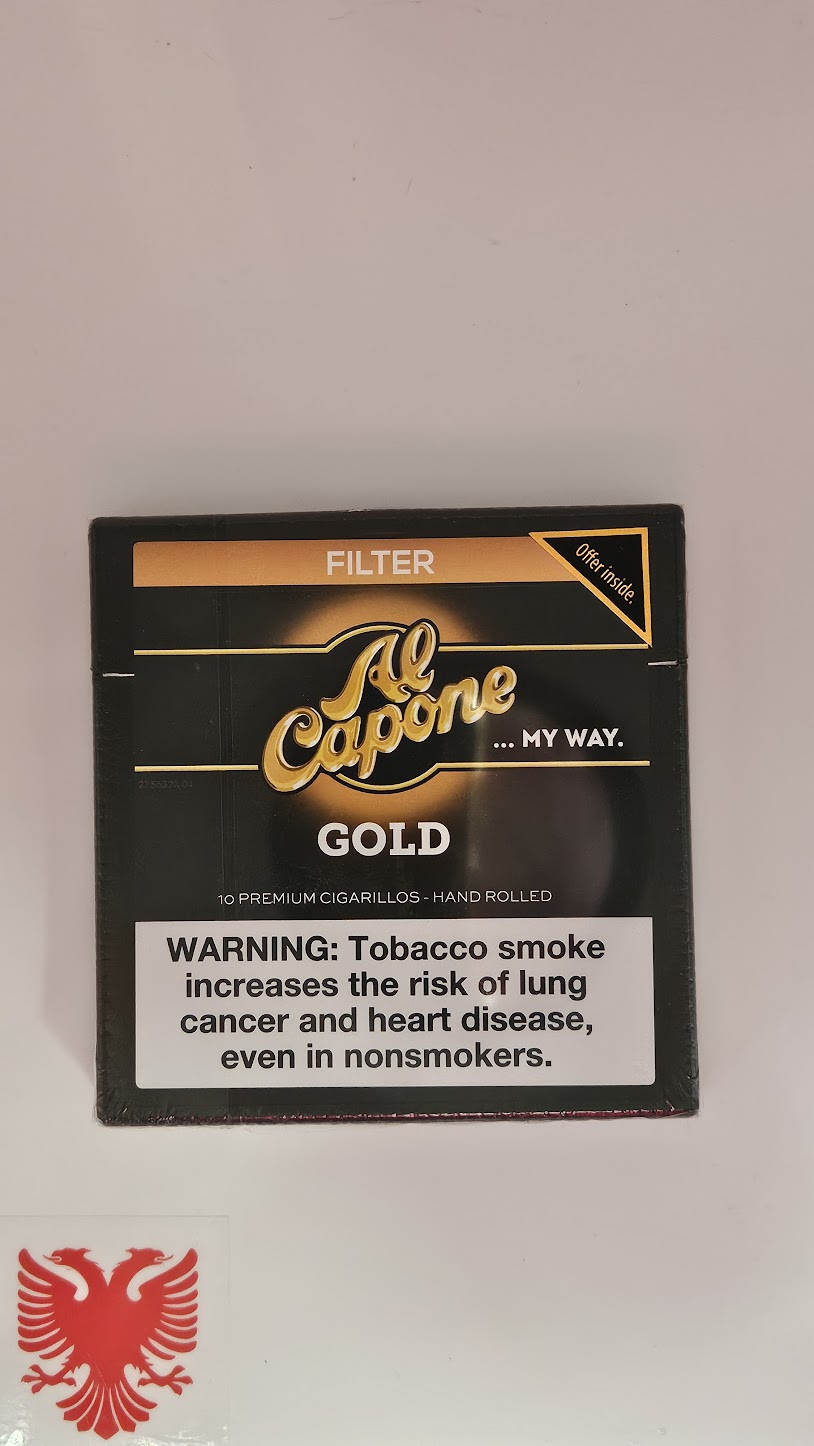 FILTER
Offer inside.
Al
Capone
... MY WAY.
GOLD
10 PREMIUM CIGARILLOS - HAND ROLLED
WARNING: Tobacco smoke
increases the risk of lung
cancer and heart disease,
even in nonsmokers.